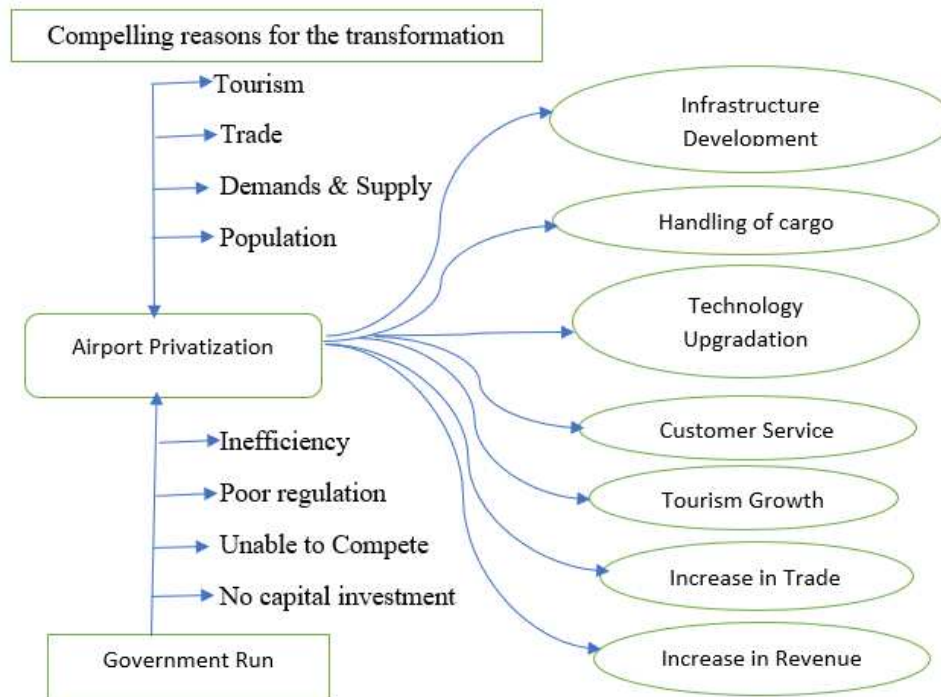 Compelling reasons for the transformation
Tourism
Trade
Demands & Supply
Population
Airport Privatization
Inefficiency
Poor regulation
Unable to Compete
No capital investment
Government Run
Infrastructure
Development
Handling of cargo
Technology
Upgradation
Customer Service
Tourism Growth
Increase in Trade
Increase in Revenue